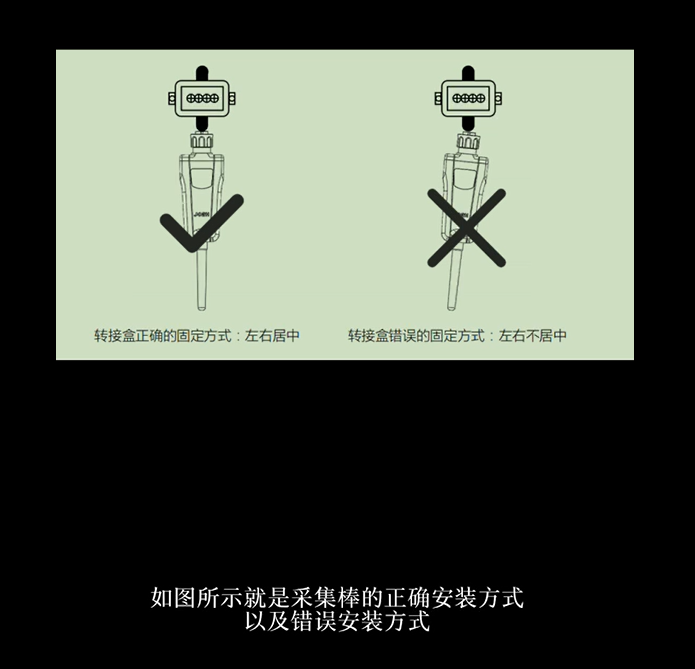 转接盒正确的固定方式：左右居中
转接盒错误的固定方式：左右不居中
如图所示就是采集棒的正确安装方式
以及错误安装方式